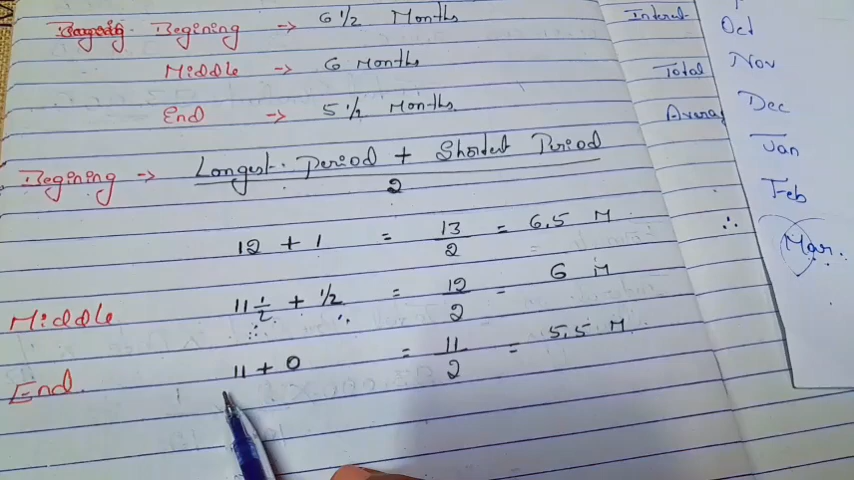 Begining → 6 1/2 Months
Middle → 6 Months
End → 5 1/2 Months
Begining → Longest Period + Shortest Period
2
12 + 1 = 13/2 = 6.5 M
Middle 11 1/2 + 1/2 = 12/2 = 6 M
End 11 + 0 = 11/2 = 5.5 M
Interest
Total
Averag
∴
Oct
Nov
Dec
Jan
Feb
Mar.